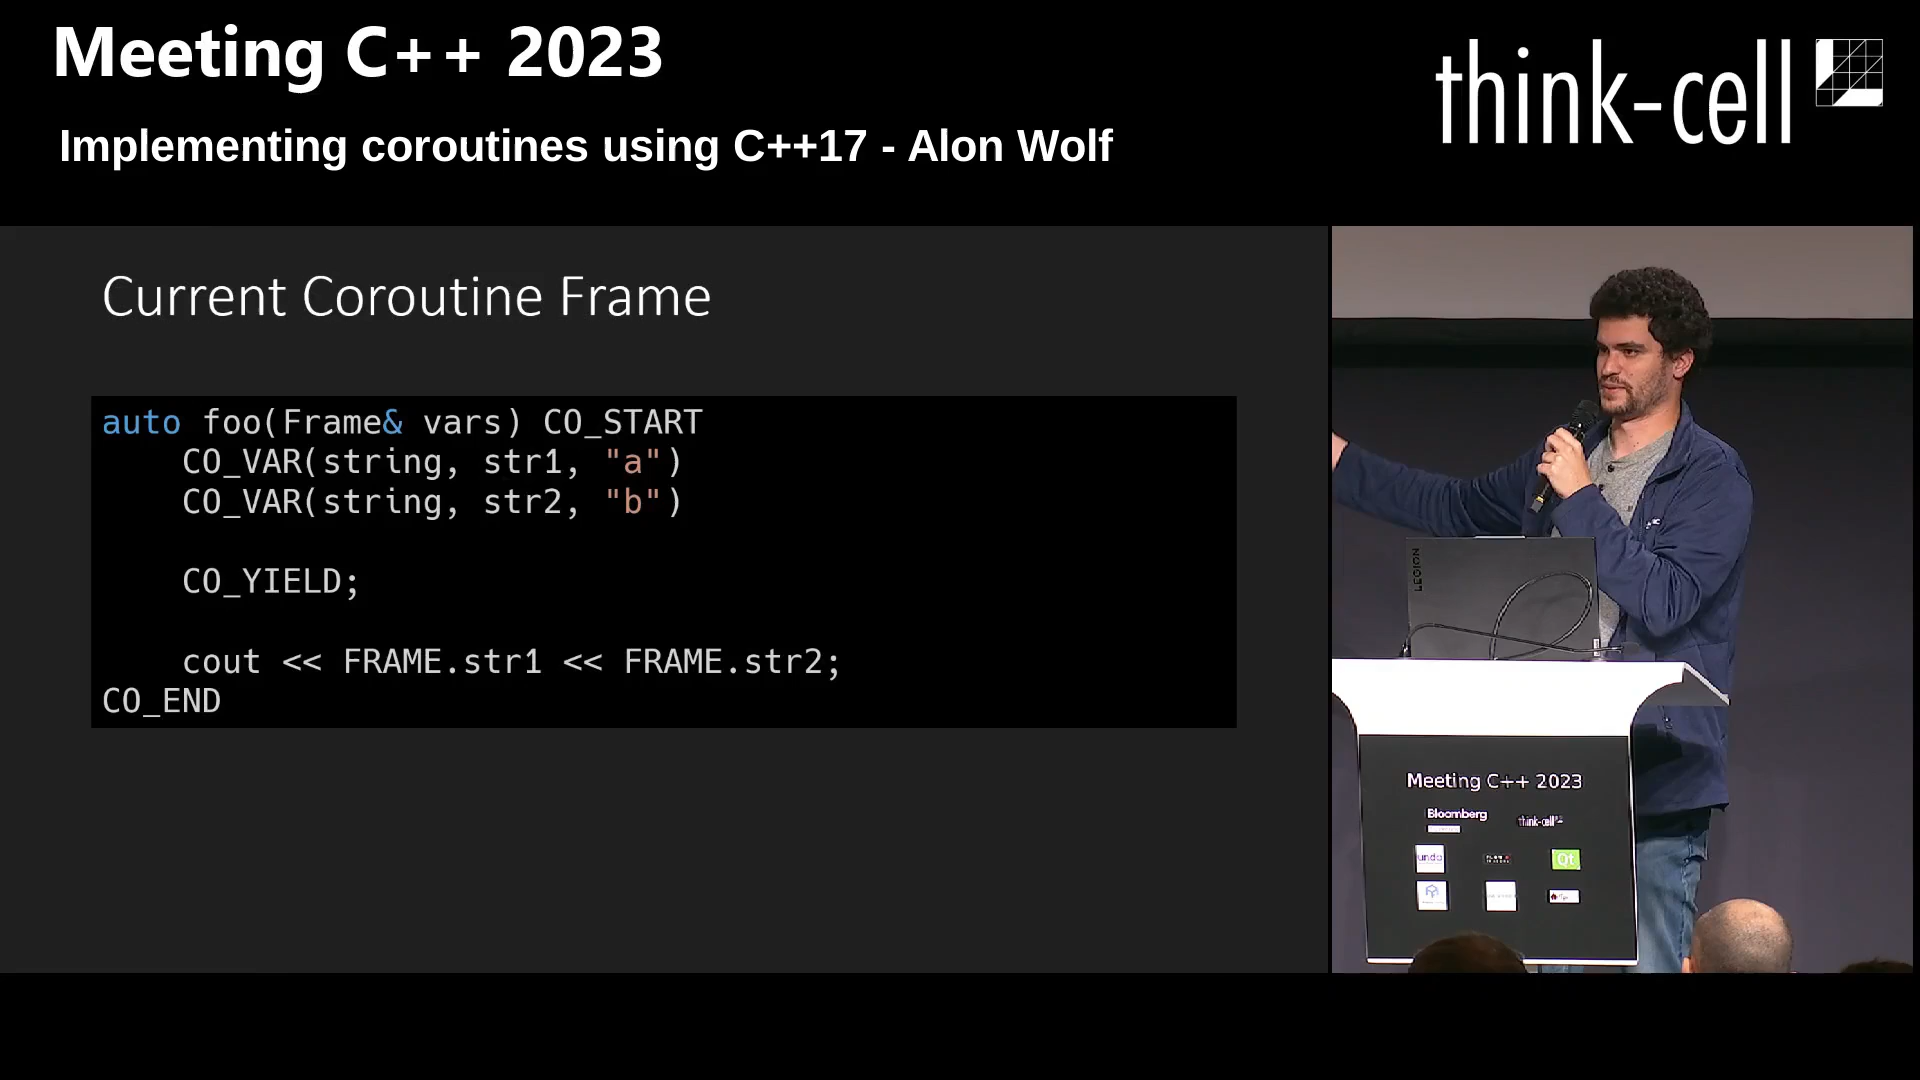 Meeting C++ 2023
Implementing coroutines using C++17 - Alon Wolf
think-cell
Current Coroutine Frame
auto foo(Frame& vars) CO_START
    CO_VAR(string, str1, "a")
    CO_VAR(string, str2, "b")
    CO_YIELD;
    cout << FRAME.str1 << FRAME.str2;
CO_END
LEGION
Meeting C++ 2023
Bloomberg
think-cell
undo
Qt